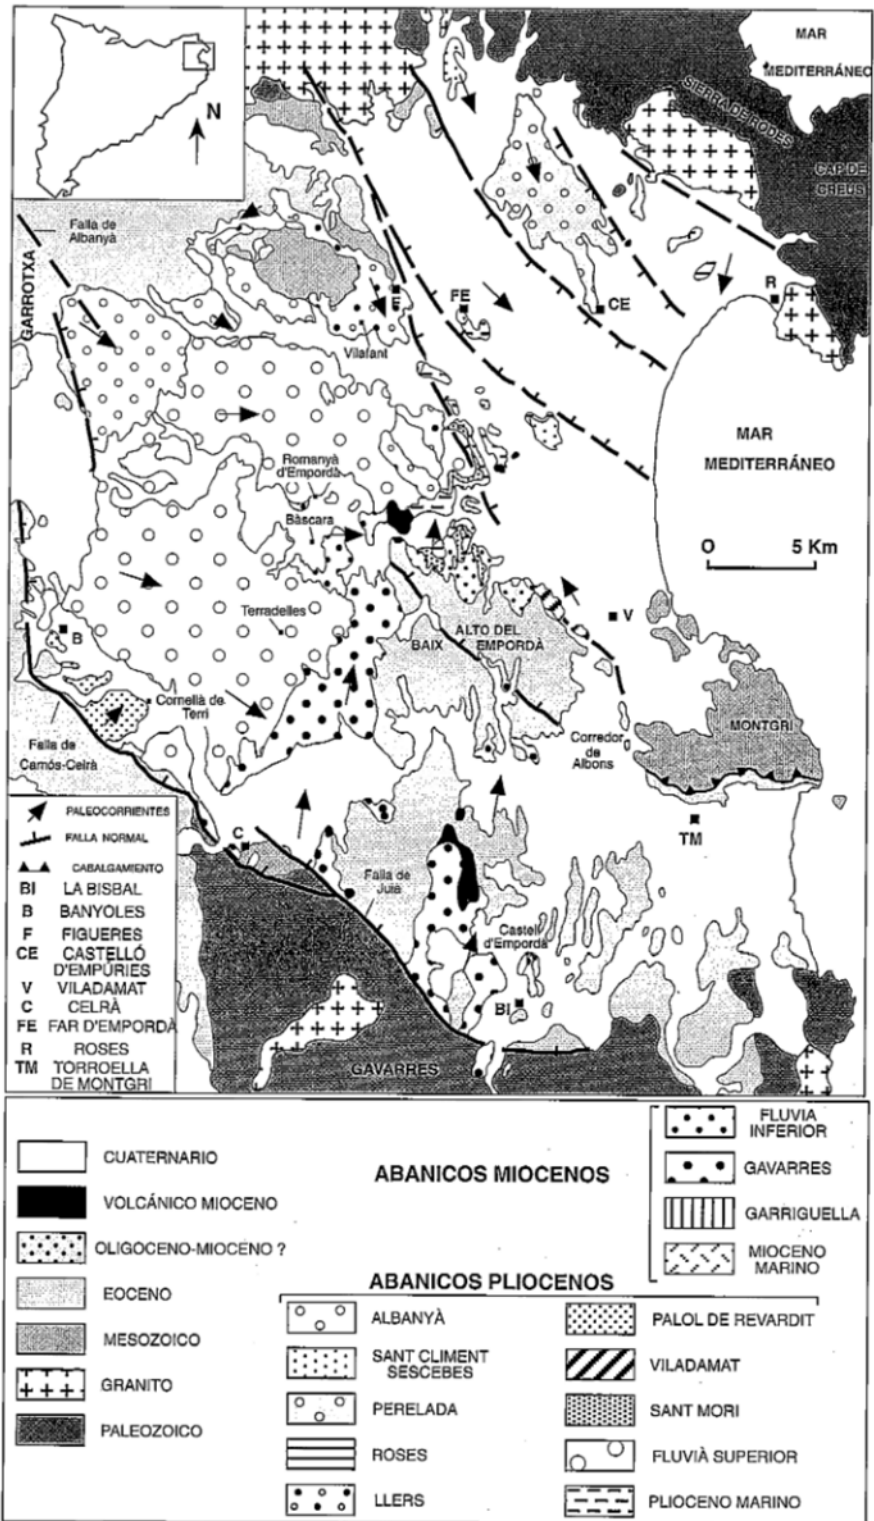 MAR
MEDITERRÁNEO
N
SIERRA DE RODES
CAP DE
CREUS
Falla de
Albanyà
GARROTXA
F
FE
CE
R
Vilafant
MAR
MEDITERRÁNEO
Romanyà
d'Empordà
Bàscara
O 5 Km
Terradelles
V
B
BAIX
ALTO DEL
EMPORDÀ
Cornellà de
Terri
MONTGRI
Falla de
Camós-Celrà
Corredor
de
Albons
TM
C
Falla de
Juià
Castell
d'Empordà
BI
GAVARRES
PALEOCORRIENTES
FALLA NORMAL
CABALGAMIENTO
BI LA BISBAL
B BANYOLES
F FIGUERES
CE CASTELLÓ
D'EMPÚRIES
V VILADAMAT
C CELRÀ
FE FAR D'EMPORDÀ
R ROSES
TM TORROELLA
DE MONTGRI
CUATERNARIO
VOLCÁNICO MIOCENO
OLIGOCENO-MIOCENO ?
EOCENO
MESOZOICO
GRANITO
PALEOZOICO
ABANICOS MIOCENOS
FLUVIA
INFERIOR
GAVARRES
GARRIGUELLA
MIOCENO
MARINO
ABANICOS PLIOCENOS
ALBANYÀ
SANT CLIMENT
SESCEBES
PERELADA
ROSES
LLERS
PALOL DE REVARDIT
VILADAMAT
SANT MORI
FLUVIÀ SUPERIOR
PLIOCENO MARINO